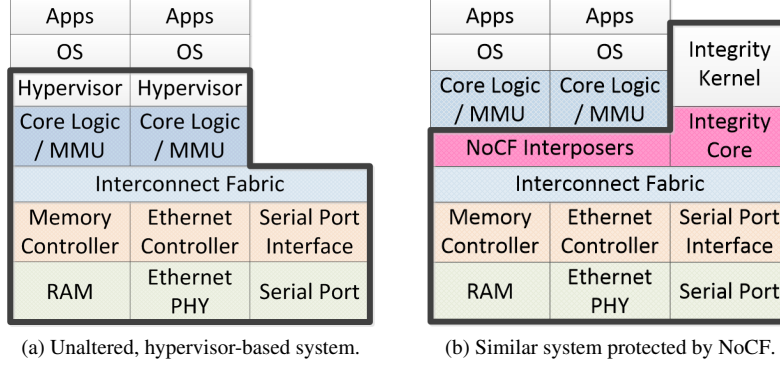 Apps Apps
OS OS
Hypervisor Hypervisor
Core Logic Core Logic
/ MMU / MMU
Interconnect Fabric
Memory Ethernet Serial Port
Controller Controller Interface
RAM Ethernet PHY Serial Port
(a) Unaltered, hypervisor-based system.
Apps Apps
OS OS Integrity
Kernel
Core Logic Core Logic
/ MMU / MMU
NoCF Interposers Integrity
Core
Interconnect Fabric
Memory Ethernet Serial Port
Controller Controller Interface
RAM Ethernet PHY Serial Port
(b) Similar system protected by NoCF.